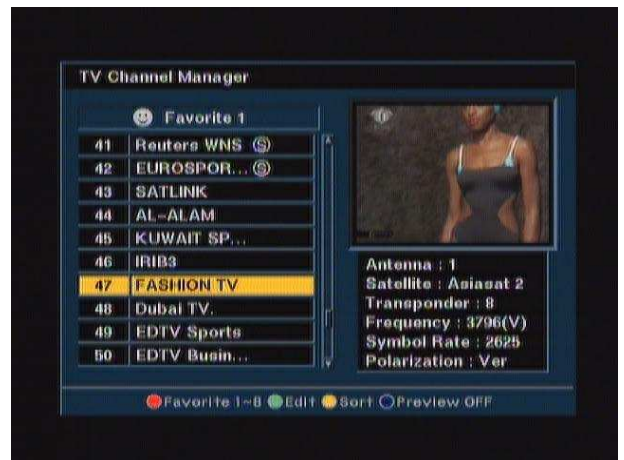 TV Channel Manager
Favorite 1
41 Reuters WNS Ⓢ
42 EUROSPOR... Ⓢ
43 SATLINK
44 AL-ALAM
45 KUWAIT SP...
46 IRIB3
47 FASHION TV
48 Dubai TV.
49 EDTV Sports
50 EDTV Busin...
Antenna : 1
Satellite : Asiasat 2
Transponder : 8
Frequency : 3796(V)
Symbol Rate : 2625
Polarization : Ver
Favorite 1~8 Edit Sort Preview OFF